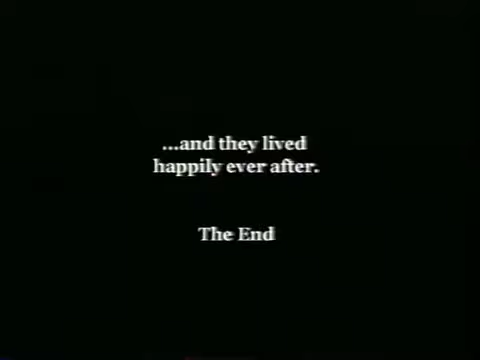 ...and they lived
happily ever after.
The End